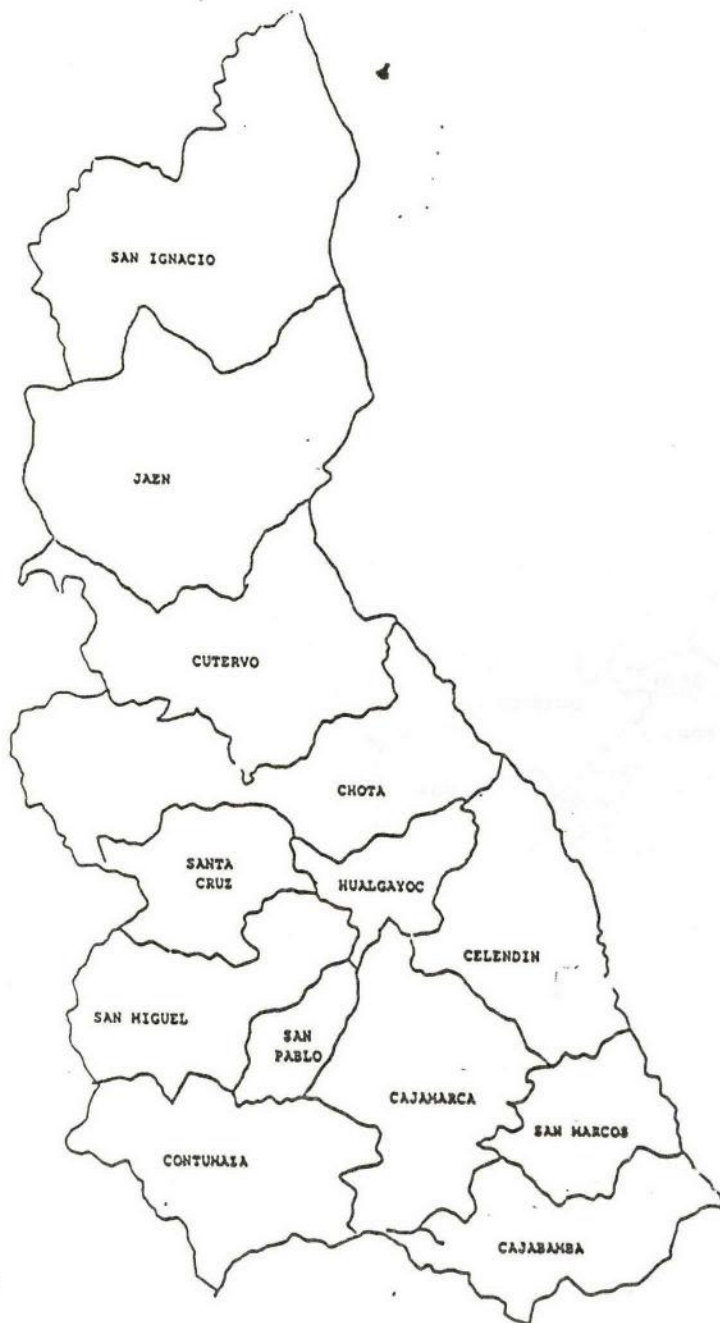 SAN IGNACIO
JAEN
CUTERVO
CHOTA
SANTA
CRUZ
HUALGAYOC
CELENDIN
SAN MIGUEL
SAN
PABLO
CAJAMARCA
SAN MARCOS
CONTUMAZA
CAJABAMBA